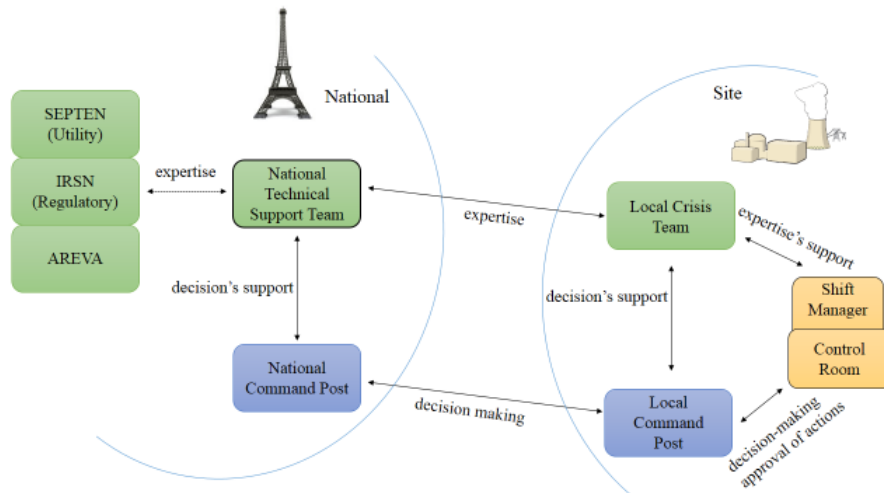 National
Site
SEPTEN
(Utility)
IRSN
(Regulatory)
AREVA
expertise
National
Technical
Support Team
expertise
Local Crisis
Team
expertise's support
decision's support
decision's support
Shift
Manager
Control
Room
National
Command Post
decision making
Local
Command
Post
decision-making
approval of actions